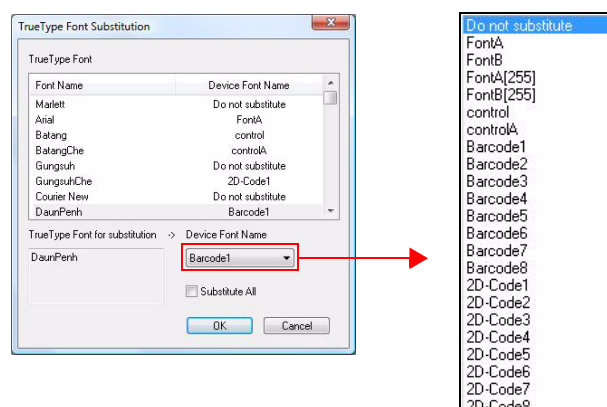 TrueType Font Substitution
TrueType Font
Font Name Device Font Name
Marlett Do not substitute
Arial FontA
Batang control
BatangChe controlA
Gungsuh Do not substitute
GungsuhChe 2D-Code1
Courier New Do not substitute
DaunPenh Barcode1
TrueType Font for substitution -> Device Font Name
DaunPenh Barcode1
Substitute All
OK Cancel
Do not substitute
FontA
FontB
FontA[255]
FontB[255]
control
controlA
Barcode1
Barcode2
Barcode3
Barcode4
Barcode5
Barcode6
Barcode7
Barcode8
2D-Code1
2D-Code2
2D-Code3
2D-Code4
2D-Code5
2D-Code6
2D-Code7
2D-Code8